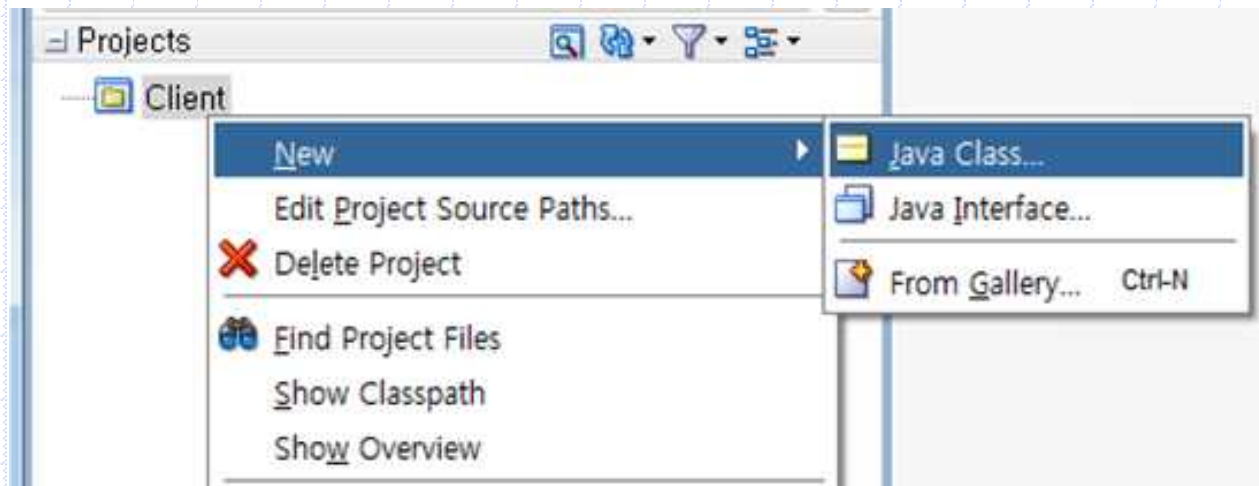 Projects
Client
New
Java Class...
Edit Project Source Paths...
Java Interface...
Delete Project
From Gallery... Ctrl-N
Find Project Files
Show Classpath
Show Overview